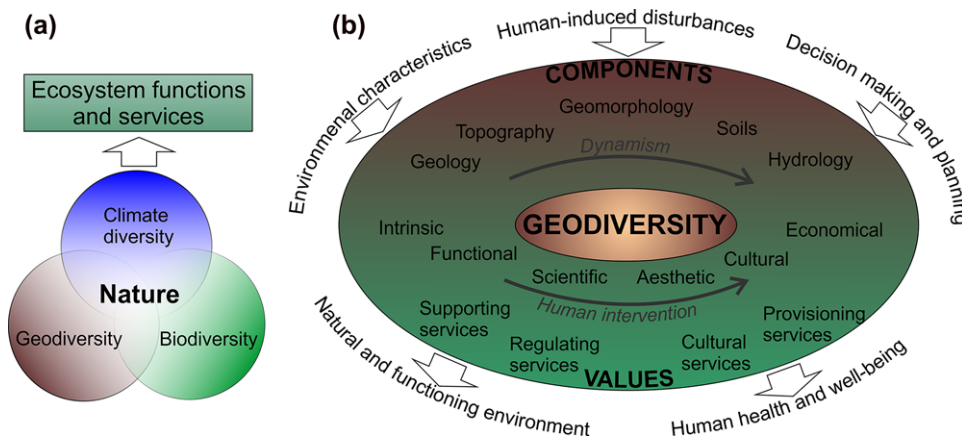 (a)
Ecosystem functions
and services
Climate
diversity
Nature
Geodiversity
Biodiversity
(b)
Human-induced disturbances
Environmenal characteristics
Decision making and planning
COMPONENTS
Geomorphology
Topography
Soils
Geology
Dynamism
Hydrology
GEODIVERSITY
Intrinsic
Economical
Functional
Cultural
Scientific
Aesthetic
Human intervention
Supporting
services
Provisioning
services
Regulating
services
Cultural
services
VALUES
Natural and functioning environment
Human health and well-being